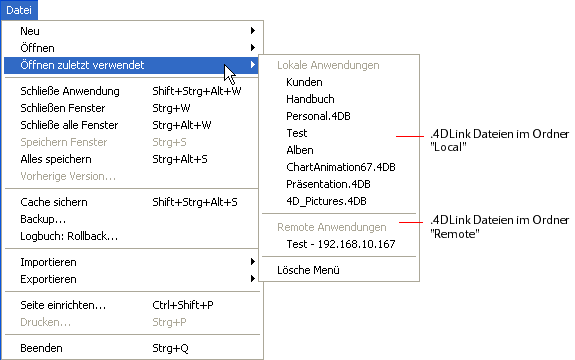 Datei
Neu
Öffnen
Öffnen zuletzt verwendet
Schließe Anwendung Shift+Strg+Alt+W
Schließen Fenster Strg+W
Schließe alle Fenster Strg+Alt+W
Speichern Fenster Strg+S
Alles speichern Strg+Alt+S
Vorherige Version...
Cache sichern Shift+Strg+Alt+S
Backup...
Logbuch: Rollback...
Importieren
Exportieren
Seite einrichten... Ctrl+Shift+P
Drucken... Strg+P
Beenden Strg+Q
Lokale Anwendungen
Kunden
Handbuch
Personal.4DB
Test
Alben
ChartAnimation67.4DB
Präsentation.4DB
4D_Pictures.4DB
Remote Anwendungen
Test - 192.168.10.167
Lösche Menü
.4DLink Dateien im Ordner
"Local"
.4DLink Dateien im Ordner
"Remote"